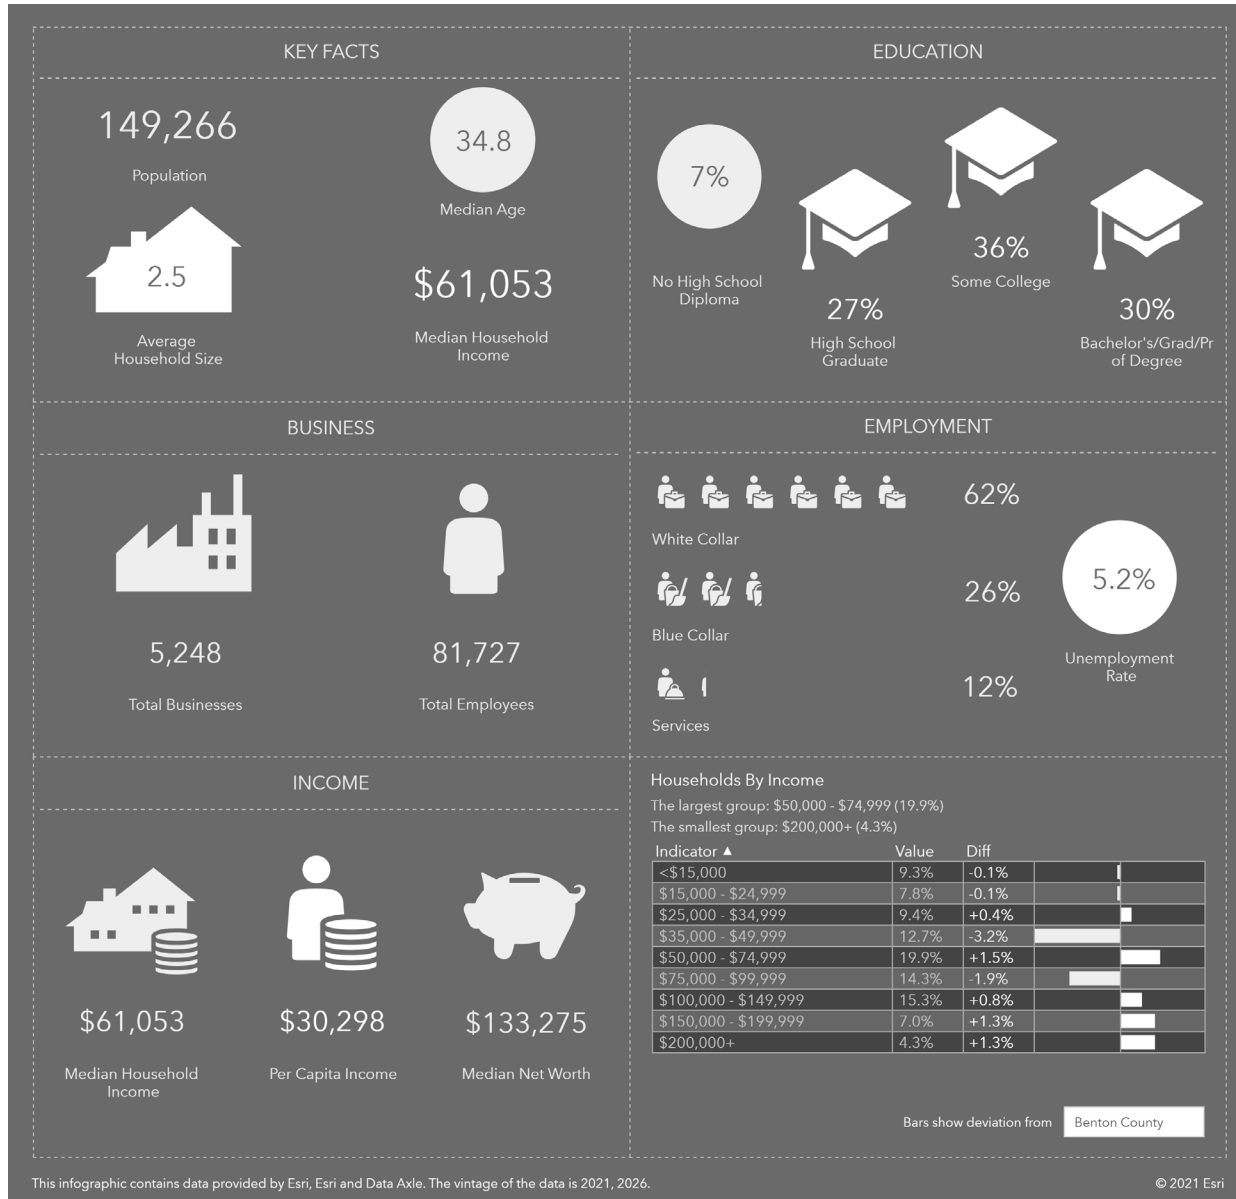 KEY FACTS
149,266
Population
34.8
Median Age
2.5
Average
Household Size
$61,053
Median Household
Income
EDUCATION
7%
No High School
Diploma
27%
High School
Graduate
36%
Some College
30%
Bachelor's/Grad/Pr
of Degree
BUSINESS
5,248
Total Businesses
81,727
Total Employees
EMPLOYMENT
62%
White Collar
26%
Blue Collar
12%
Services
5.2%
Unemployment
Rate
INCOME
$61,053
Median Household
Income
$30,298
Per Capita Income
$133,275
Median Net Worth
Households By Income
The largest group: $50,000 - $74,999 (19.9%)
The smallest group: $200,000+ (4.3%)
Indicator ▲ Value Diff
<$15,000 9.3% -0.1%
$15,000 - $24,999 7.8% -0.1%
$25,000 - $34,999 9.4% +0.4%
$35,000 - $49,999 12.7% -3.2%
$50,000 - $74,999 19.9% +1.5%
$75,000 - $99,999 14.3% -1.9%
$100,000 - $149,999 15.3% +0.8%
$150,000 - $199,999 7.0% +1.3%
$200,000+ 4.3% +1.3%
Bars show deviation from Benton County
This infographic contains data provided by Esri, Esri and Data Axle. The vintage of the data is 2021, 2026. © 2021 Esri